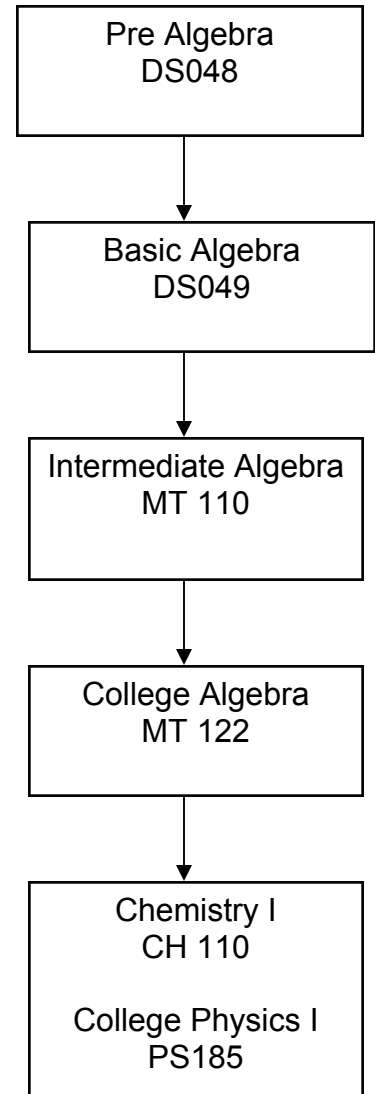 Pre Algebra
DS048
Basic Algebra
DS049
Intermediate Algebra
MT 110
College Algebra
MT 122
Chemistry I
CH 110
College Physics I
PS185